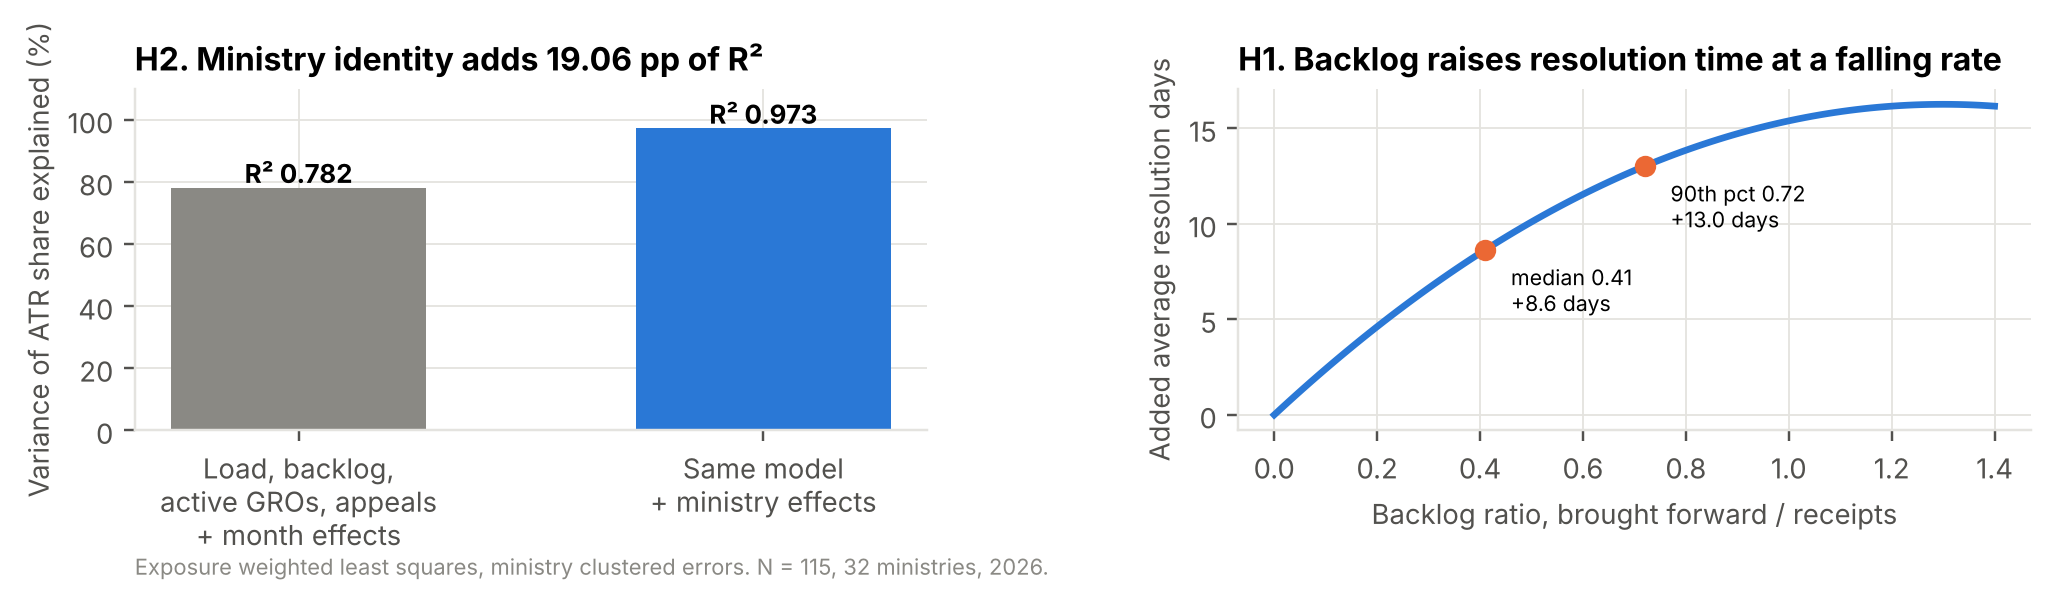 H2. Ministry identity adds 19.06 pp of R²
Variance of ATR share explained (%)
100
80
60
40
20
0
R² 0.782
R² 0.973
Load, backlog,
active GROs, appeals
+ month effects
Same model
+ ministry effects
Exposure weighted least squares, ministry clustered errors. N = 115, 32 ministries, 2026.
H1. Backlog raises resolution time at a falling rate
Added average resolution days
15
10
5
0
90th pct 0.72
+13.0 days
median 0.41
+8.6 days
0.0 0.2 0.4 0.6 0.8 1.0 1.2 1.4
Backlog ratio, brought forward / receipts